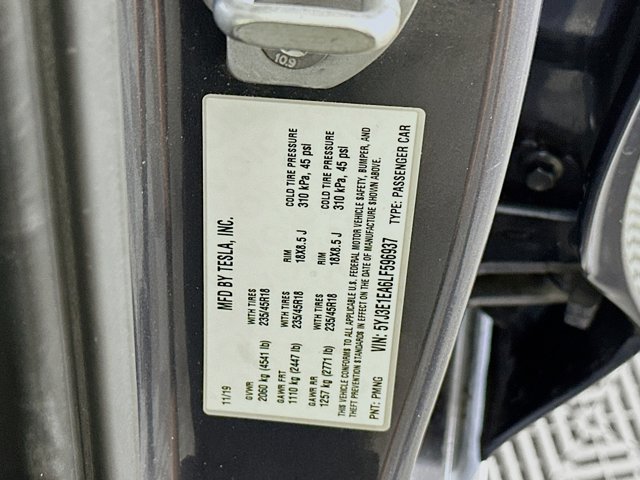 10.9
11/19 MFD BY TESLA, INC.
GVWR WITH TIRES RIM COLD TIRE PRESSURE
2060 kg (4541 lb) 235/45R18 18X8.5 J 310 kPa, 45 psi
GAWR FRT WITH TIRES RIM COLD TIRE PRESSURE
1110 kg (2447 lb) 235/45R18 18X8.5 J 310 kPa, 45 psi
GAWR RR WITH TIRES
1257 kg (2771 lb) 235/45R18
THIS VEHICLE CONFORMS TO ALL APPLICABLE U.S. FEDERAL MOTOR VEHICLE SAFETY, BUMPER, AND
THEFT PREVENTION STANDARDS IN EFFECT ON THE DATE OF MANUFACTURE SHOWN ABOVE.
PNT: PMNG VIN: 5YJ3E1EA6LF596937 TYPE: PASSENGER CAR